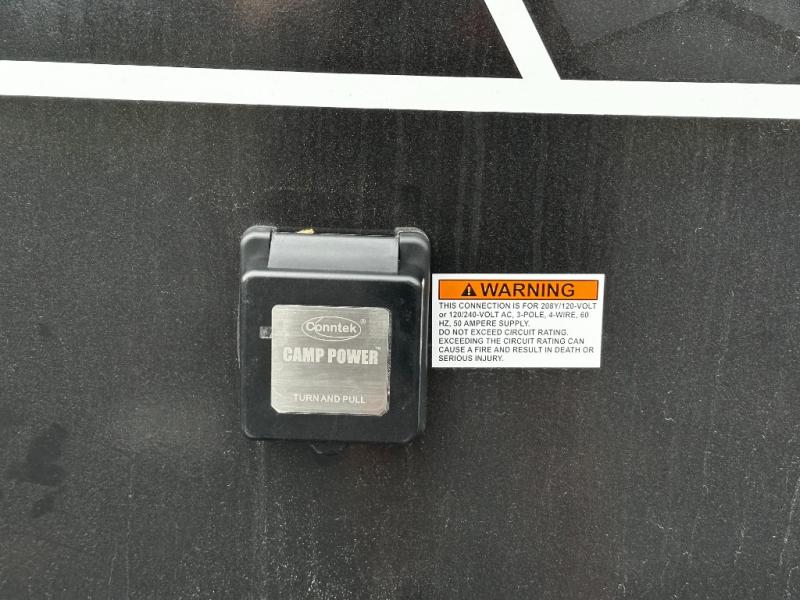 Conntek®
CAMP POWER™
TURN AND PULL
WARNING
THIS CONNECTION IS FOR 208Y/120-VOLT
or 120/240-VOLT AC, 3-POLE, 4-WIRE, 60
HZ, 50 AMPERE SUPPLY.
DO NOT EXCEED CIRCUIT RATING.
EXCEEDING THE CIRCUIT RATING CAN
CAUSE A FIRE AND RESULT IN DEATH OR
SERIOUS INJURY.